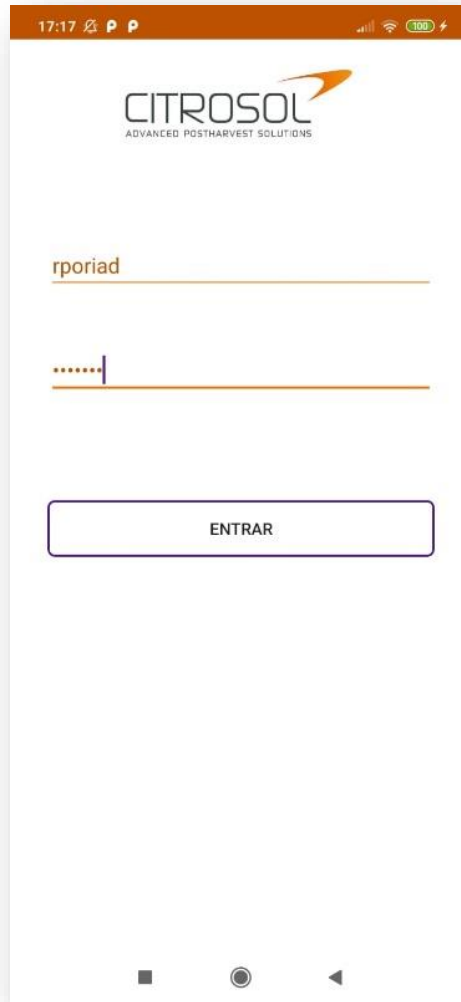 17:17
100
CITROSOL
ADVANCED POSTHARVEST SOLUTIONS
rporiad
•••••••
ENTRAR